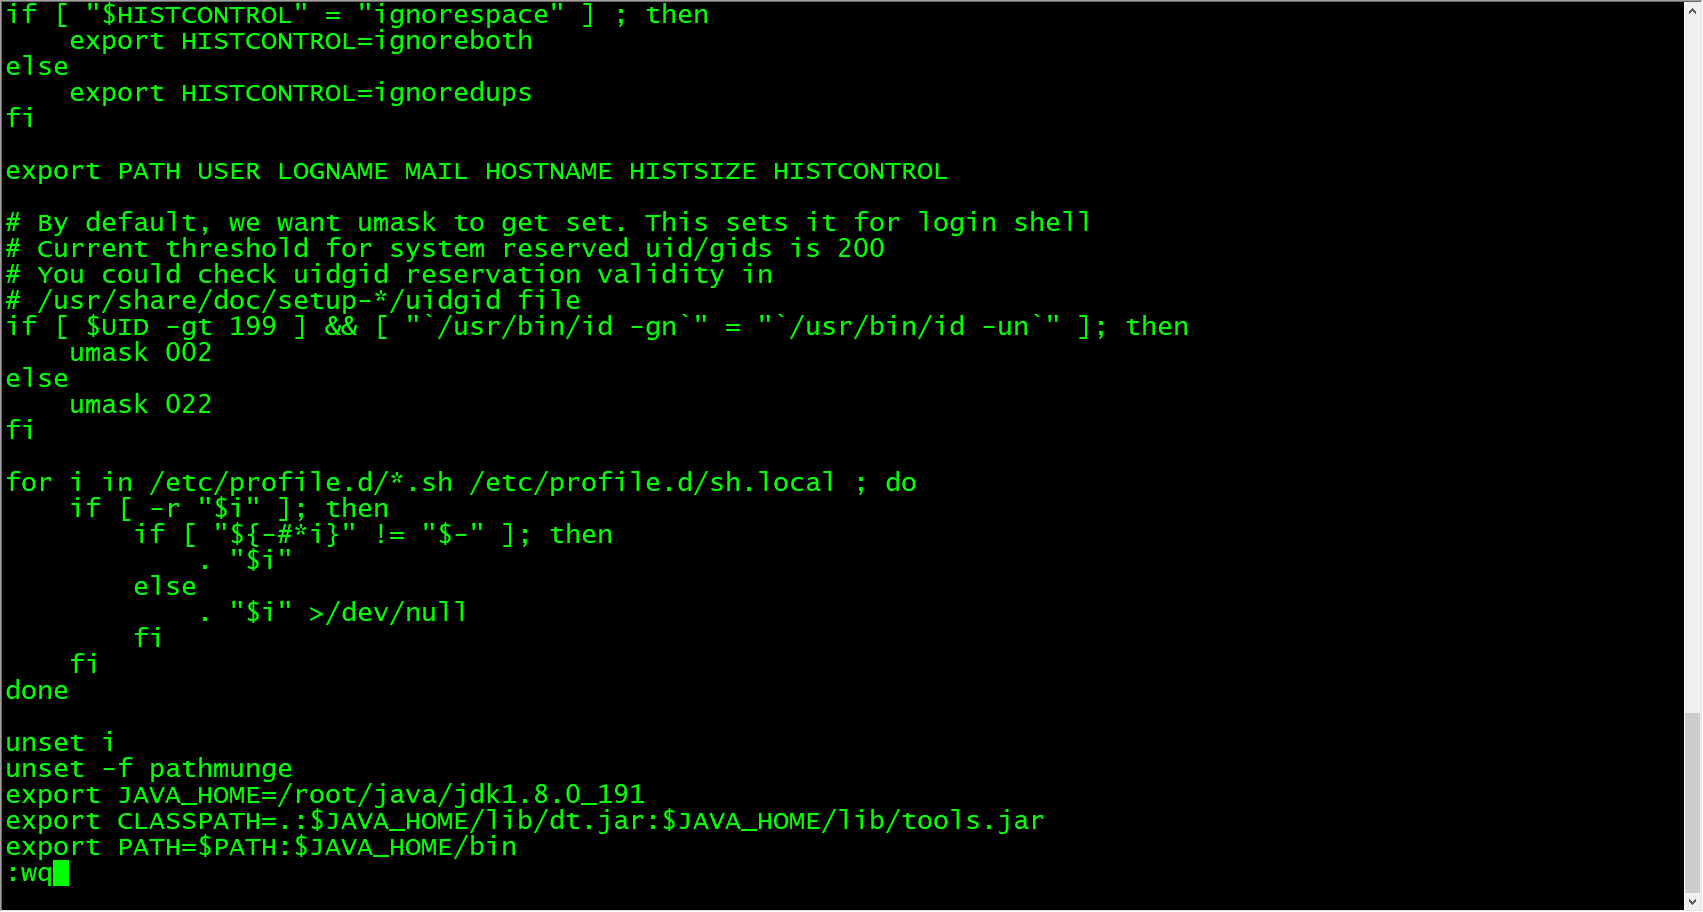 if [ "$HISTCONTROL" = "ignorespace" ] ; then
    export HISTCONTROL=ignoreboth
else
    export HISTCONTROL=ignoredups
fi

export PATH USER LOGNAME MAIL HOSTNAME HISTSIZE HISTCONTROL

# By default, we want umask to get set. This sets it for login shell
# Current threshold for system reserved uid/gids is 200
# You could check uidgid reservation validity in
# /usr/share/doc/setup-*/uidgid file
if [ $UID -gt 199 ] && [ "`/usr/bin/id -gn`" = "`/usr/bin/id -un`" ]; then
    umask 002
else
    umask 022
fi

for i in /etc/profile.d/*.sh /etc/profile.d/sh.local ; do
    if [ -r "$i" ]; then
        if [ "${-#*i}" != "$-" ]; then
            . "$i"
        else
            . "$i" >/dev/null
        fi
    fi
done

unset i
unset -f pathmunge
export JAVA_HOME=/root/java/jdk1.8.0_191
export CLASSPATH=.:$JAVA_HOME/lib/dt.jar:$JAVA_HOME/lib/tools.jar
export PATH=$PATH:$JAVA_HOME/bin
:wq